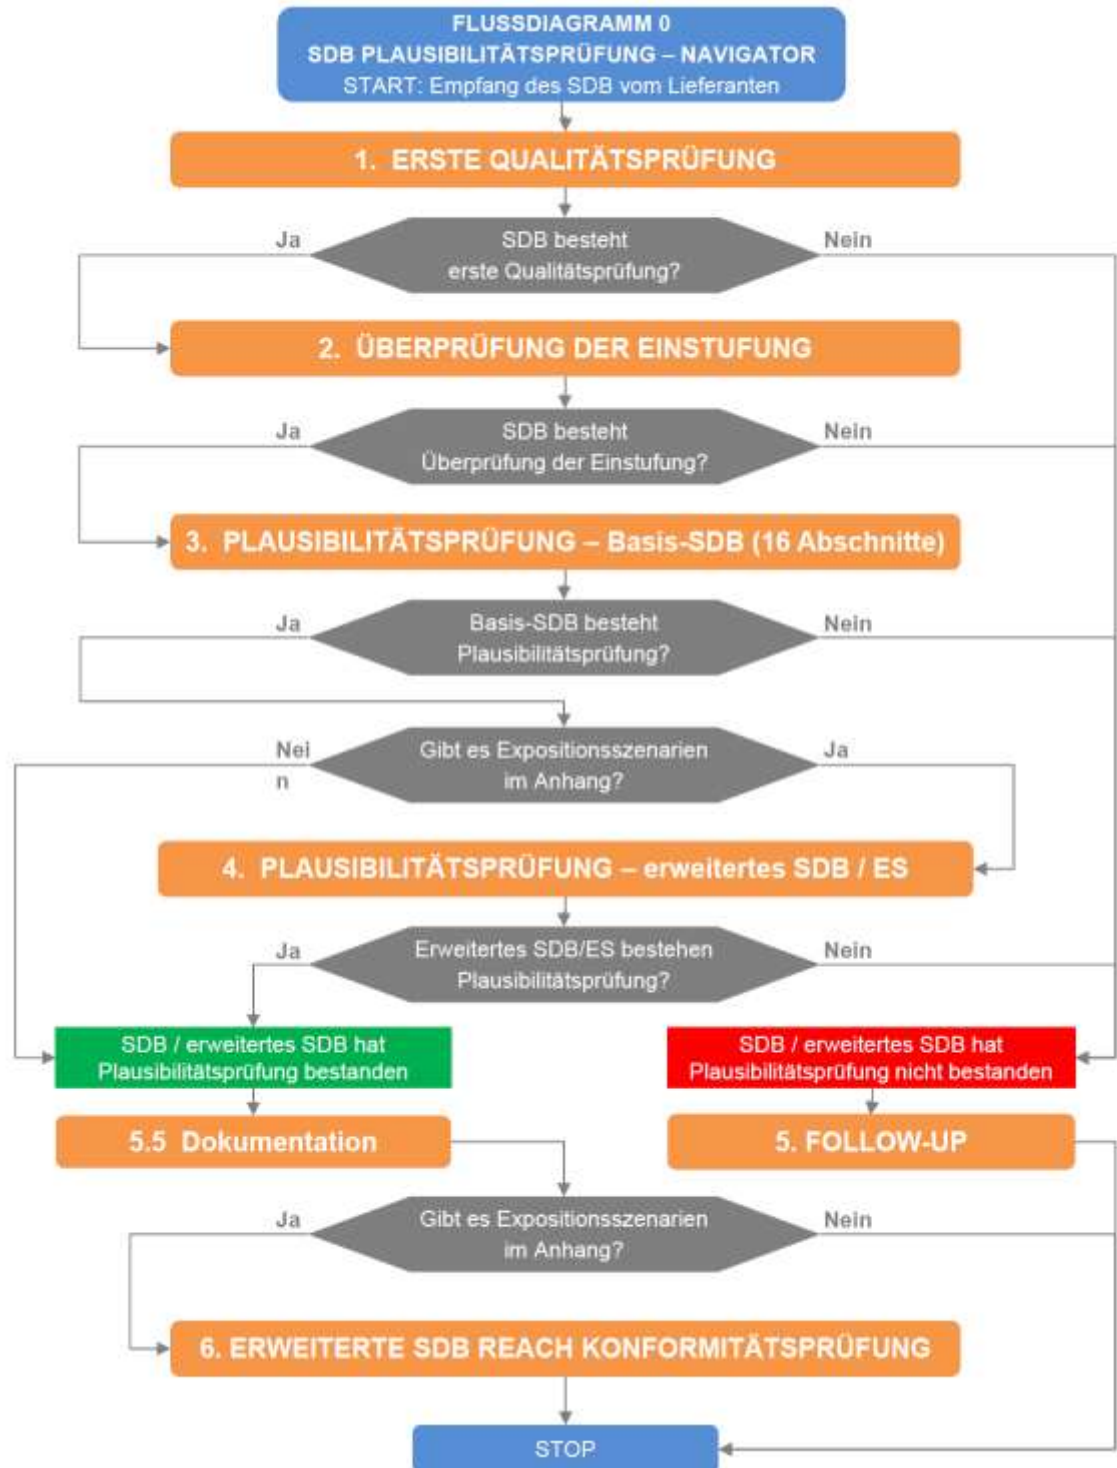 FLUSSDIAGRAMM 0
SDB PLAUSIBILITÄTSPRÜFUNG – NAVIGATOR
START: Empfang des SDB vom Lieferanten
1. ERSTE QUALITÄTSPRÜFUNG
Ja
SDB besteht
erste Qualitätsprüfung?
Nein
2. ÜBERPRÜFUNG DER EINSTUFUNG
Ja
SDB besteht
Überprüfung der Einstufung?
Nein
3. PLAUSIBILITÄTSPRÜFUNG – Basis-SDB (16 Abschnitte)
Ja
Basis-SDB besteht
Plausibilitätsprüfung?
Nein
Nei
n
Gibt es Expositionsszenarien
im Anhang?
Ja
4. PLAUSIBILITÄTSPRÜFUNG – erweitertes SDB / ES
Ja
Erweitertes SDB/ES bestehen
Plausibilitätsprüfung?
Nein
SDB / erweitertes SDB hat
Plausibilitätsprüfung bestanden
SDB / erweitertes SDB hat
Plausibilitätsprüfung nicht bestanden
5.5 Dokumentation
5. FOLLOW-UP
Ja
Gibt es Expositionsszenarien
im Anhang?
Nein
6. ERWEITERTE SDB REACH KONFORMITÄTSPRÜFUNG
STOP